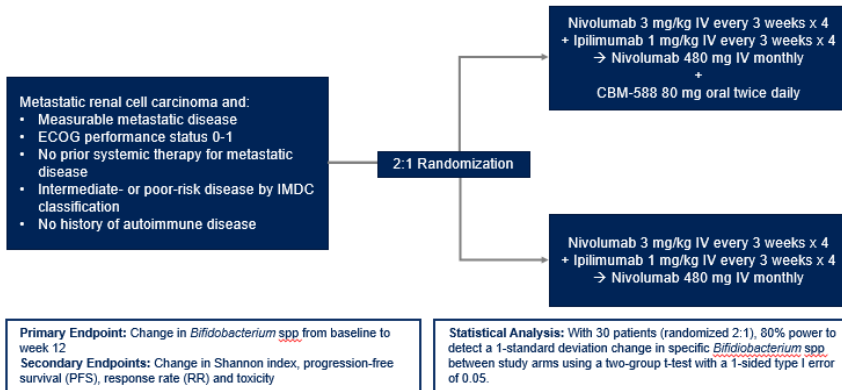 Metastatic renal cell carcinoma and:
• Measurable metastatic disease
• ECOG performance status 0-1
• No prior systemic therapy for metastatic
disease
• Intermediate- or poor-risk disease by IMDC
classification
• No history of autoimmune disease
2:1 Randomization
Nivolumab 3 mg/kg IV every 3 weeks x 4
+ Ipilimumab 1 mg/kg IV every 3 weeks x 4
→ Nivolumab 480 mg IV monthly
+
CBM-588 80 mg oral twice daily
Nivolumab 3 mg/kg IV every 3 weeks x 4
+ Ipilimumab 1 mg/kg IV every 3 weeks x 4
→ Nivolumab 480 mg IV monthly
Primary Endpoint: Change in Bifidobacterium spp from baseline to
week 12
Secondary Endpoints: Change in Shannon index, progression-free
survival (PFS), response rate (RR) and toxicity
Statistical Analysis: With 30 patients (randomized 2:1), 80% power to
detect a 1-standard deviation change in specific Bifidiobacterium spp
between study arms using a two-group t-test with a 1-sided type I error
of 0.05.